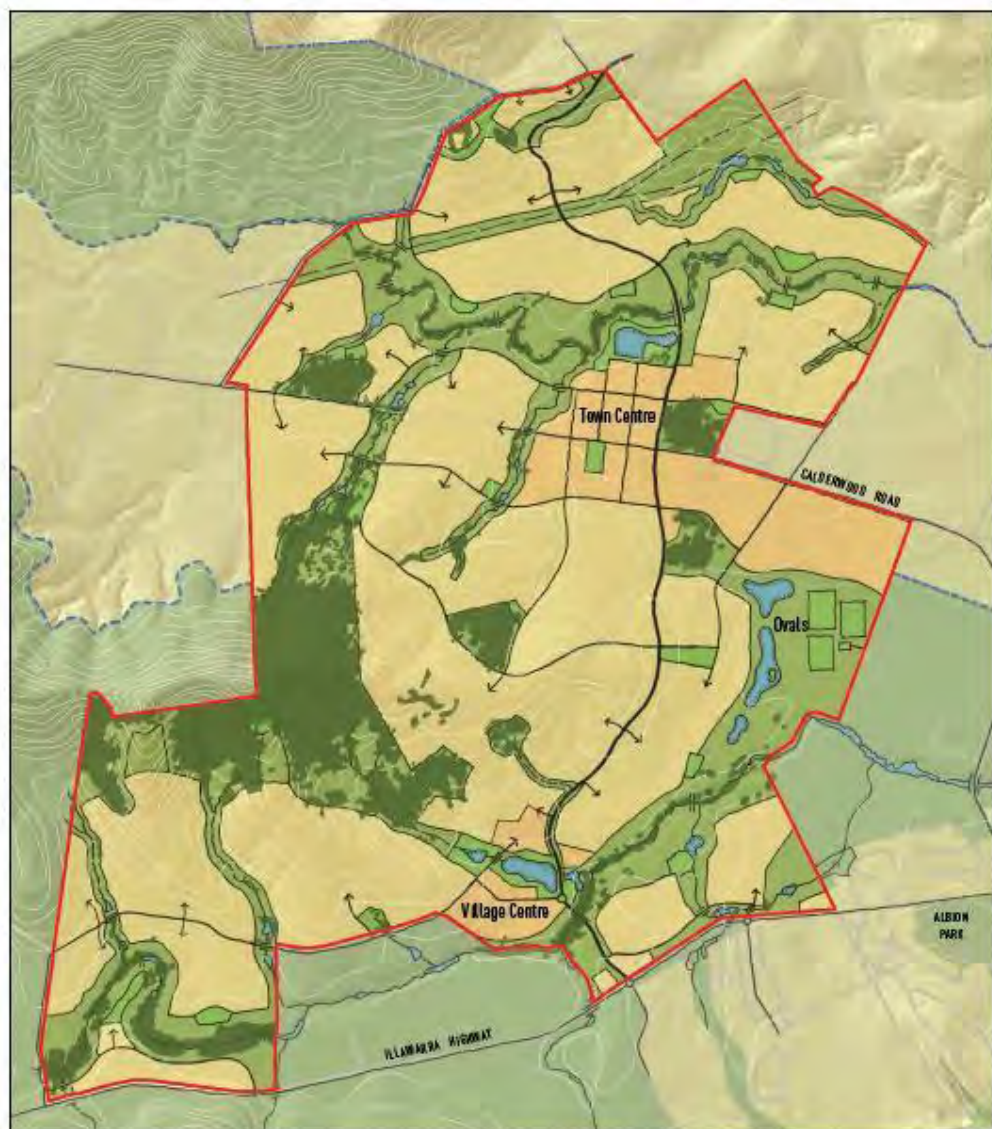 Town Centre
CALDERWOOD ROAD
Ovals
Village Centre
ALBION
PARK
ILLAWARRA HIGHWAY